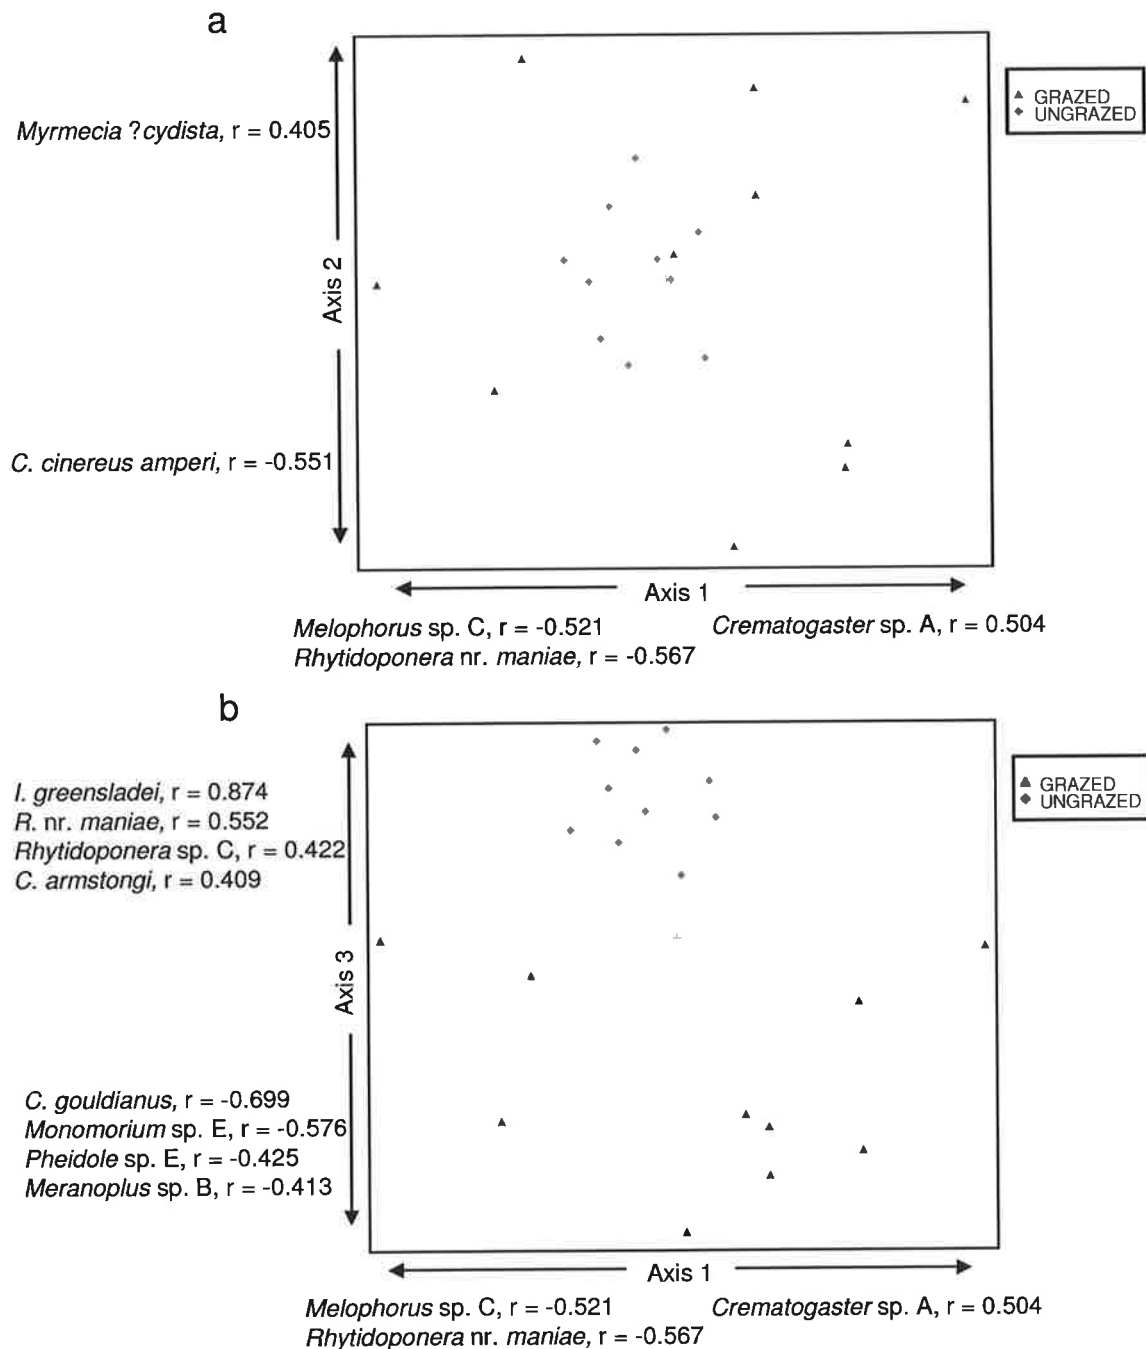 a
GRAZED
UNGRAZED
Myrmecia ?cydista, r = 0.405
Axis 2
C. cinereus amperi, r = -0.551
Axis 1
Melophorus sp. C, r = -0.521
Crematogaster sp. A, r = 0.504
Rhytidoponera nr. maniae, r = -0.567
b
GRAZED
UNGRAZED
I. greensladei, r = 0.874
R. nr. maniae, r = 0.552
Rhytidoponera sp. C, r = 0.422
C. armstongi, r = 0.409
Axis 3
C. gouldianus, r = -0.699
Monomorium sp. E, r = -0.576
Pheidole sp. E, r = -0.425
Meranoplus sp. B, r = -0.413
Axis 1
Melophorus sp. C, r = -0.521
Crematogaster sp. A, r = 0.504
Rhytidoponera nr. maniae, r = -0.567